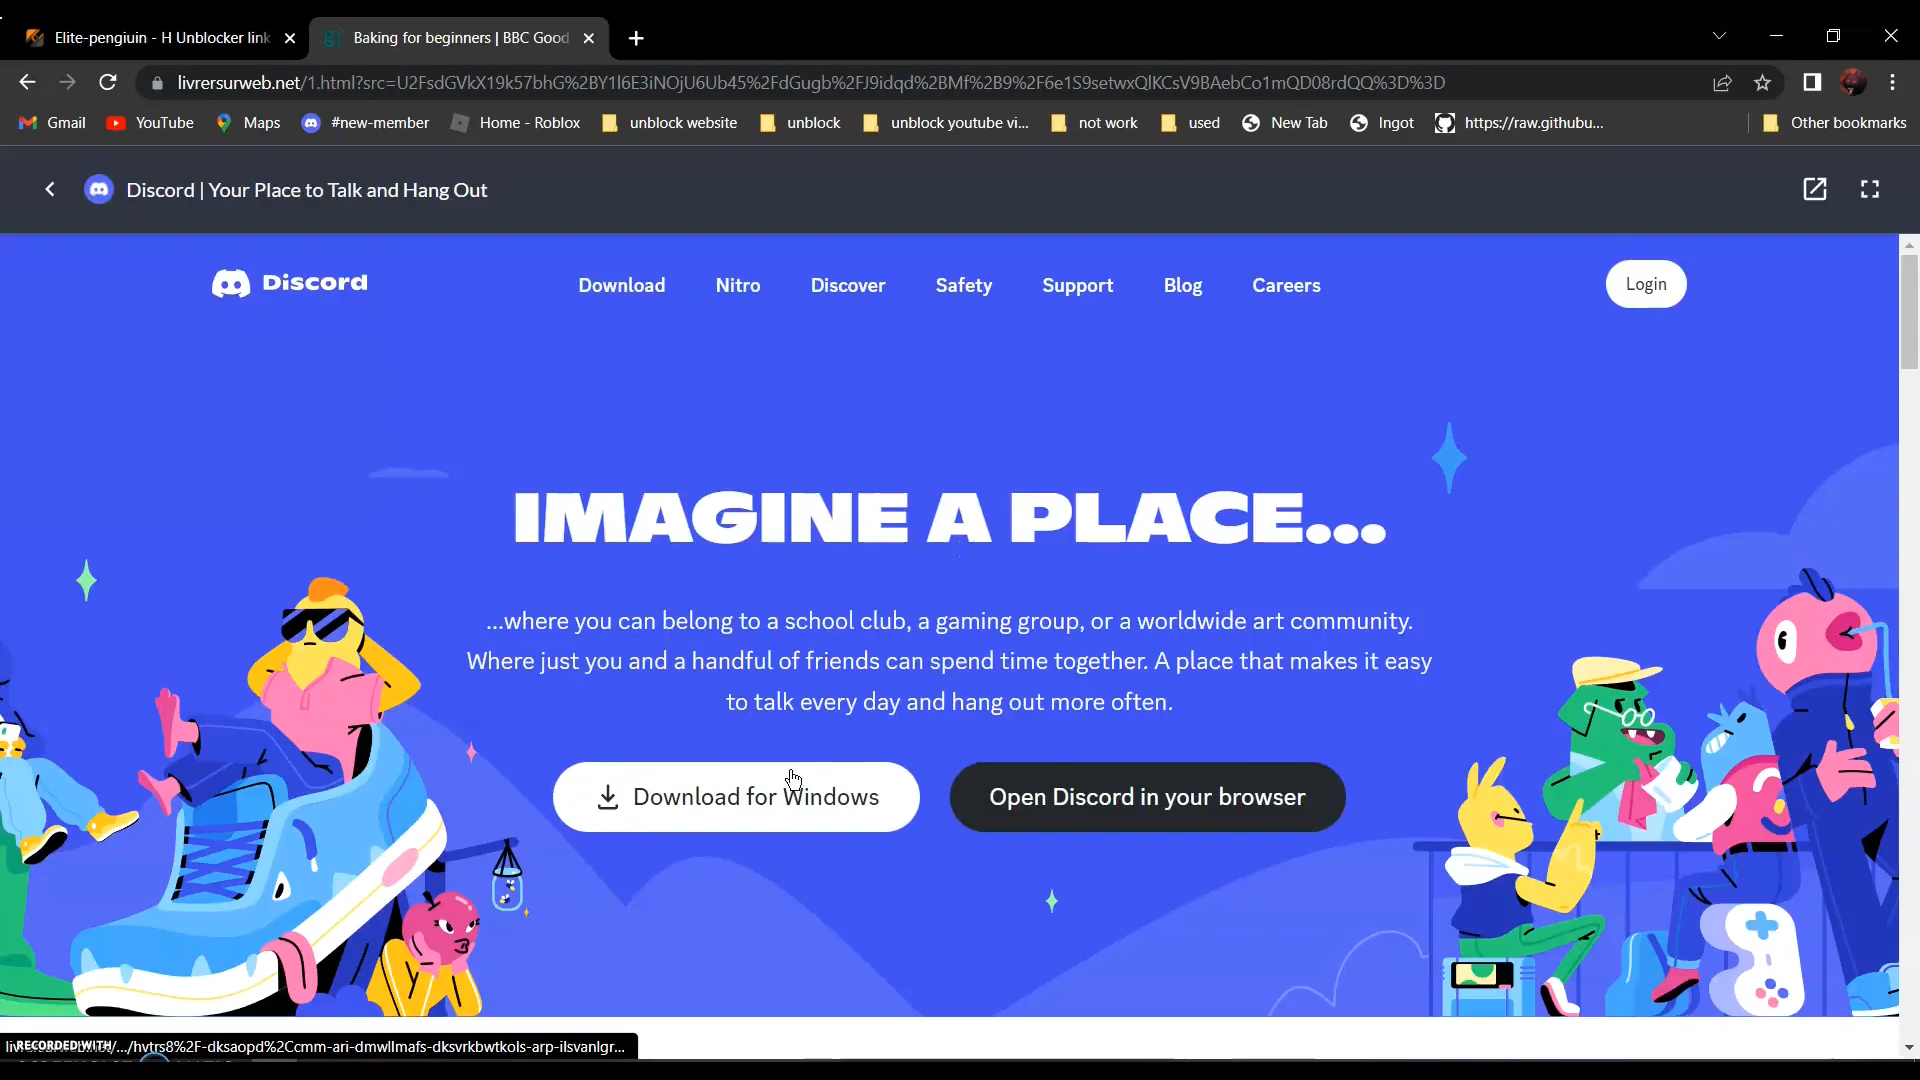 Elite-pengiuin - H Unblocker link
Baking for beginners | BBC Good
livrersurweb.net/1.html?src=U2FsdGVkX19k57bhG%2BY1l6E3iNOjU6Ub45%2FdGugb%2FJ9idqd%2BMf%2B9%2F6e1S9setwxQlKCsV9BAebCo1mQD08rdQQ%3D%3D
Gmail YouTube Maps #new-member Home - Roblox unblock website unblock unblock youtube vi... not work used New Tab Ingot https://raw.githubu... Other bookmarks
Discord | Your Place to Talk and Hang Out
Discord Download Nitro Discover Safety Support Blog Careers Login
IMAGINE A PLACE...
...where you can belong to a school club, a gaming group, or a worldwide art community.
Where just you and a handful of friends can spend time together. A place that makes it easy
to talk every day and hang out more often.
Download for Windows Open Discord in your browser
RECORDED WITH
/.../hvtrs8%2F-dksaopd%2Ccmm-ari-dmwllmafs-dksvrkbwtkols-arp-ilsvanlgr...